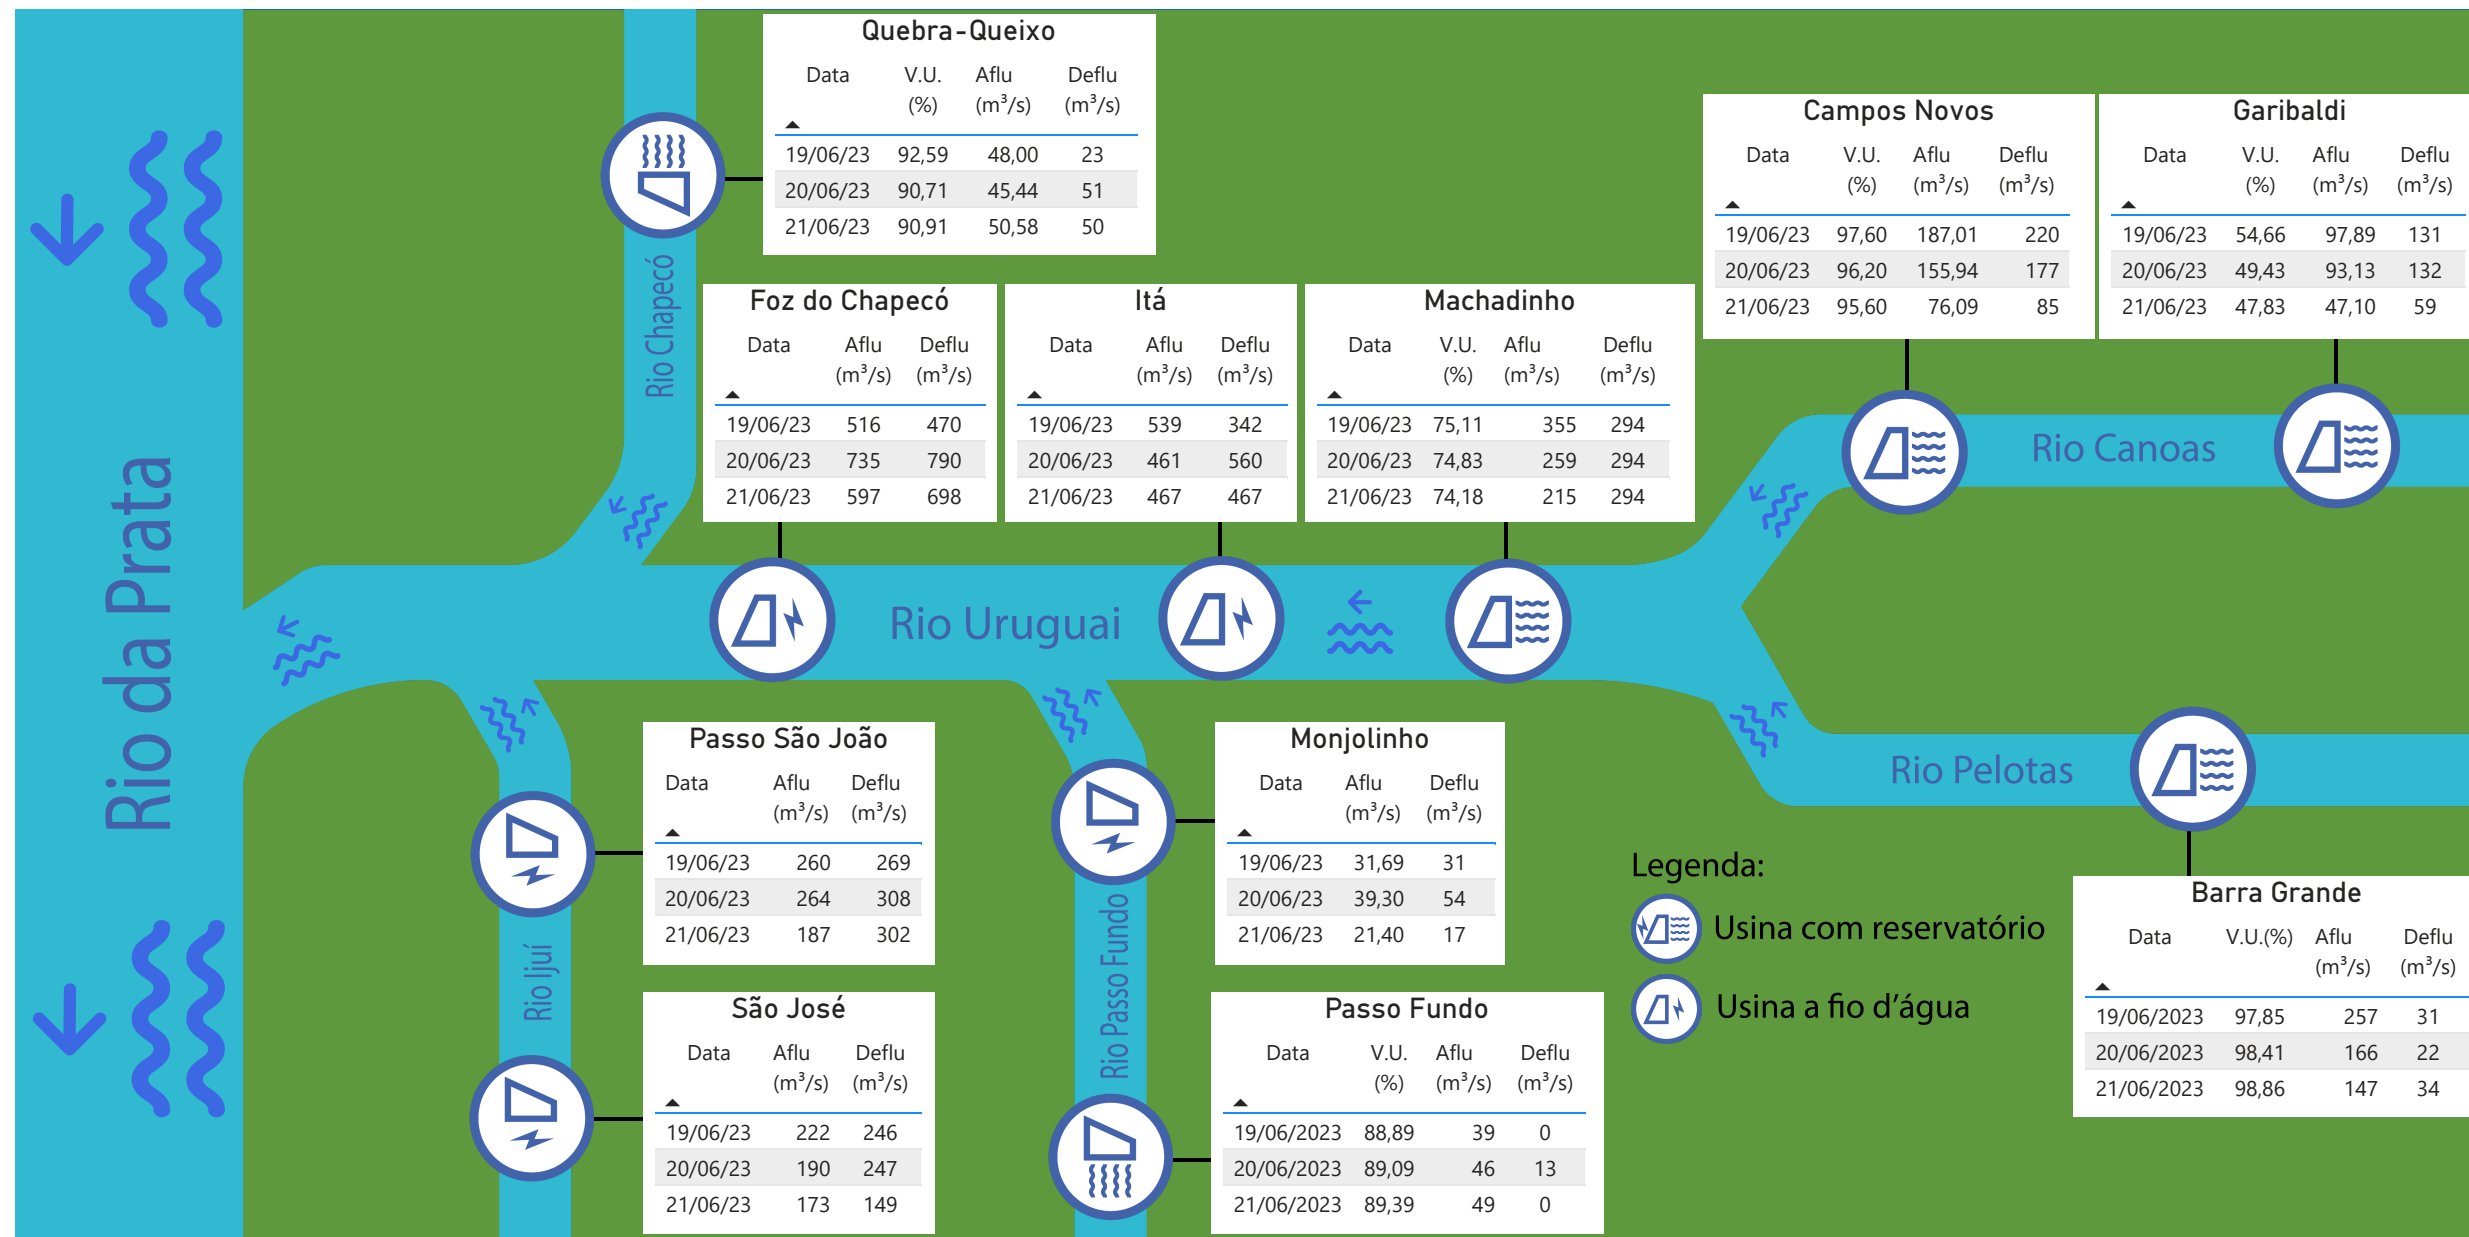 Quebra-Queixo
Data V.U. Aflu Deflu
(%) (m³/s) (m³/s)
19/06/23 92,59 48,00 23
20/06/23 90,71 45,44 51
21/06/23 90,91 50,58 50
Campos Novos
Data V.U. Aflu Deflu
(%) (m³/s) (m³/s)
19/06/23 97,60 187,01 220
20/06/23 96,20 155,94 177
21/06/23 95,60 76,09 85
Garibaldi
Data V.U. Aflu Deflu
(%) (m³/s) (m³/s)
19/06/23 54,66 97,89 131
20/06/23 49,43 93,13 132
21/06/23 47,83 47,10 59
Rio Chapecó
Foz do Chapecó
Data Aflu Deflu
(m³/s) (m³/s)
19/06/23 516 470
20/06/23 735 790
21/06/23 597 698
Itá
Data Aflu Deflu
(m³/s) (m³/s)
19/06/23 539 342
20/06/23 461 560
21/06/23 467 467
Machadinho
Data V.U. Aflu Deflu
(%) (m³/s) (m³/s)
19/06/23 75,11 355 294
20/06/23 74,83 259 294
21/06/23 74,18 215 294
Rio Canoas
Rio da Prata
Rio Uruguai
Rio Pelotas
Passo São João
Data Aflu Deflu
(m³/s) (m³/s)
19/06/23 260 269
20/06/23 264 308
21/06/23 187 302
Monjolinho
Data Aflu Deflu
(m³/s) (m³/s)
19/06/23 31,69 31
20/06/23 39,30 54
21/06/23 21,40 17
Legenda:
Usina com reservatório
Usina a fio d’água
Barra Grande
Data V.U.(%) Aflu Deflu
(m³/s) (m³/s)
19/06/2023 97,85 257 31
20/06/2023 98,41 166 22
21/06/2023 98,86 147 34
Rio Ijuí
Rio Passo Fundo
São José
Data Aflu Deflu
(m³/s) (m³/s)
19/06/23 222 246
20/06/23 190 247
21/06/23 173 149
Passo Fundo
Data V.U. Aflu Deflu
(%) (m³/s) (m³/s)
19/06/2023 88,89 39 0
20/06/2023 89,09 46 13
21/06/2023 89,39 49 0